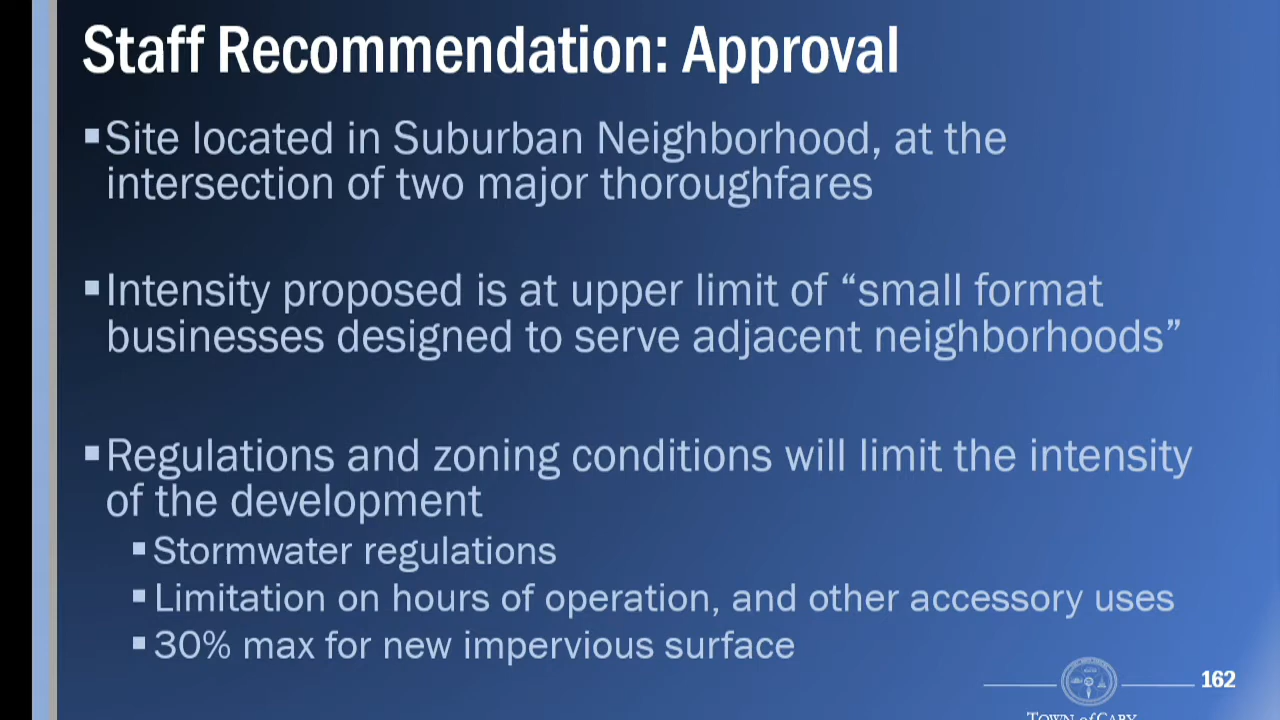 Staff Recommendation: Approval
▪Site located in Suburban Neighborhood, at the
intersection of two major thoroughfares
▪Intensity proposed is at upper limit of “small format
businesses designed to serve adjacent neighborhoods”
▪Regulations and zoning conditions will limit the intensity
of the development
▪Stormwater regulations
▪Limitation on hours of operation, and other accessory uses
▪30% max for new impervious surface
162
TOWN of CARY